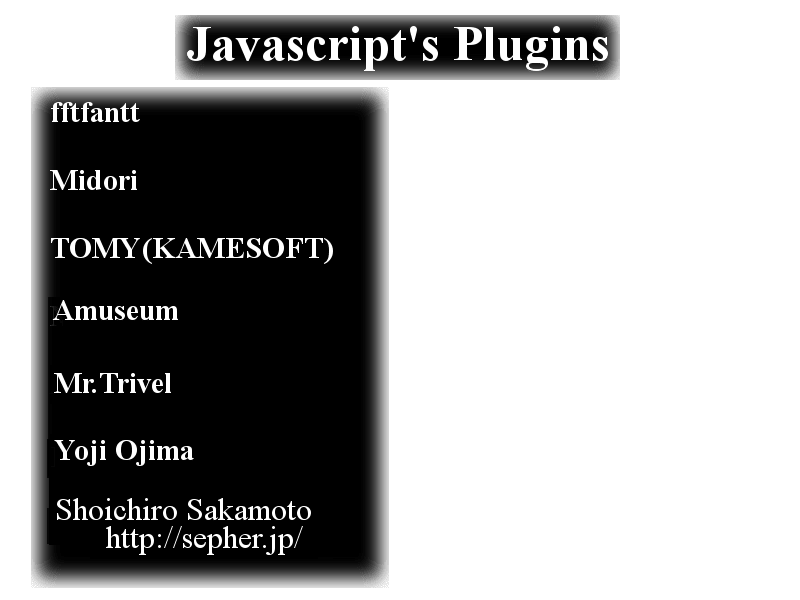 Javascript's Plugins
fftfantt
Midori
TOMY(KAMESOFT)
Amuseum
Mr.Trivel
Yoji Ojima
Shoichiro Sakamoto
http://sepher.jp/